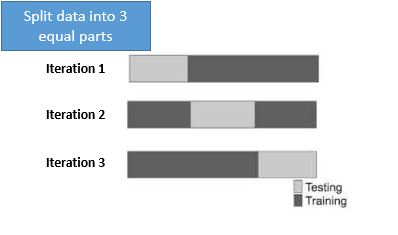 Split data into 3
equal parts
Iteration 1
Iteration 2
Iteration 3
Testing
Training